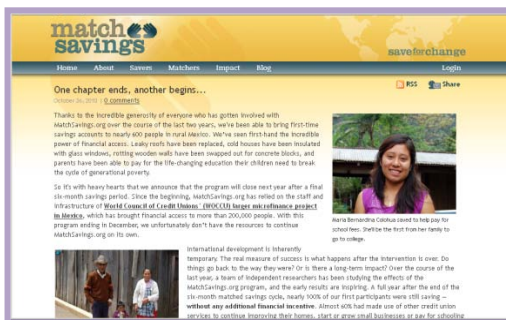 match
savings
saveforchange
Home About Savers Matchers Impact Blog Login
RSS Share
One chapter ends, another begins...
October 26, 2010 | 0 comments
Thanks to the incredible generosity of everyone who has gotten involved with
MatchSavings.org over the course of the last two years, we've been able to bring first-time
savings accounts to nearly 600 people in rural Mexico. We've seen first-hand the incredible
power of financial access. Leaky roofs have been replaced, cold houses have been insulated
with glass windows, rotting wooden walls have been swapped out for concrete blocks, and
parents have been able to pay for the life-changing education their children need to break
the cycle of generational poverty.
So it's with heavy hearts that we announce that the program will close next year after a final
six-month savings period. Since the beginning, MatchSavings.org has relied on the staff and
infrastructure of World Council of Credit Unions' (WOCCU) larger microfinance project
in Mexico, which has brought financial access to more than 200,000 people. With this
program ending in December, we unfortunately don't have the resources to continue
MatchSavings.org on its own.
Maria Bernardina Colohua saved to help pay for
school fees. She'll be the first from her family to
go to college.
International development is inherently
temporary. The real measure of success is what happens after the intervention is over. Do
things go back to the way they were? Or is there a long-term impact? Over the course of the
last year, a team of independent researchers has been studying the effects of the
MatchSavings.org program, and the early results are inspiring. A full year after the end of the
six-month matched savings cycle, nearly 100% of our first participants were still saving —
without any additional financial incentive. Almost 60% had made use of other credit union
services to continue improving their homes, start or grow small businesses or pay for schooling